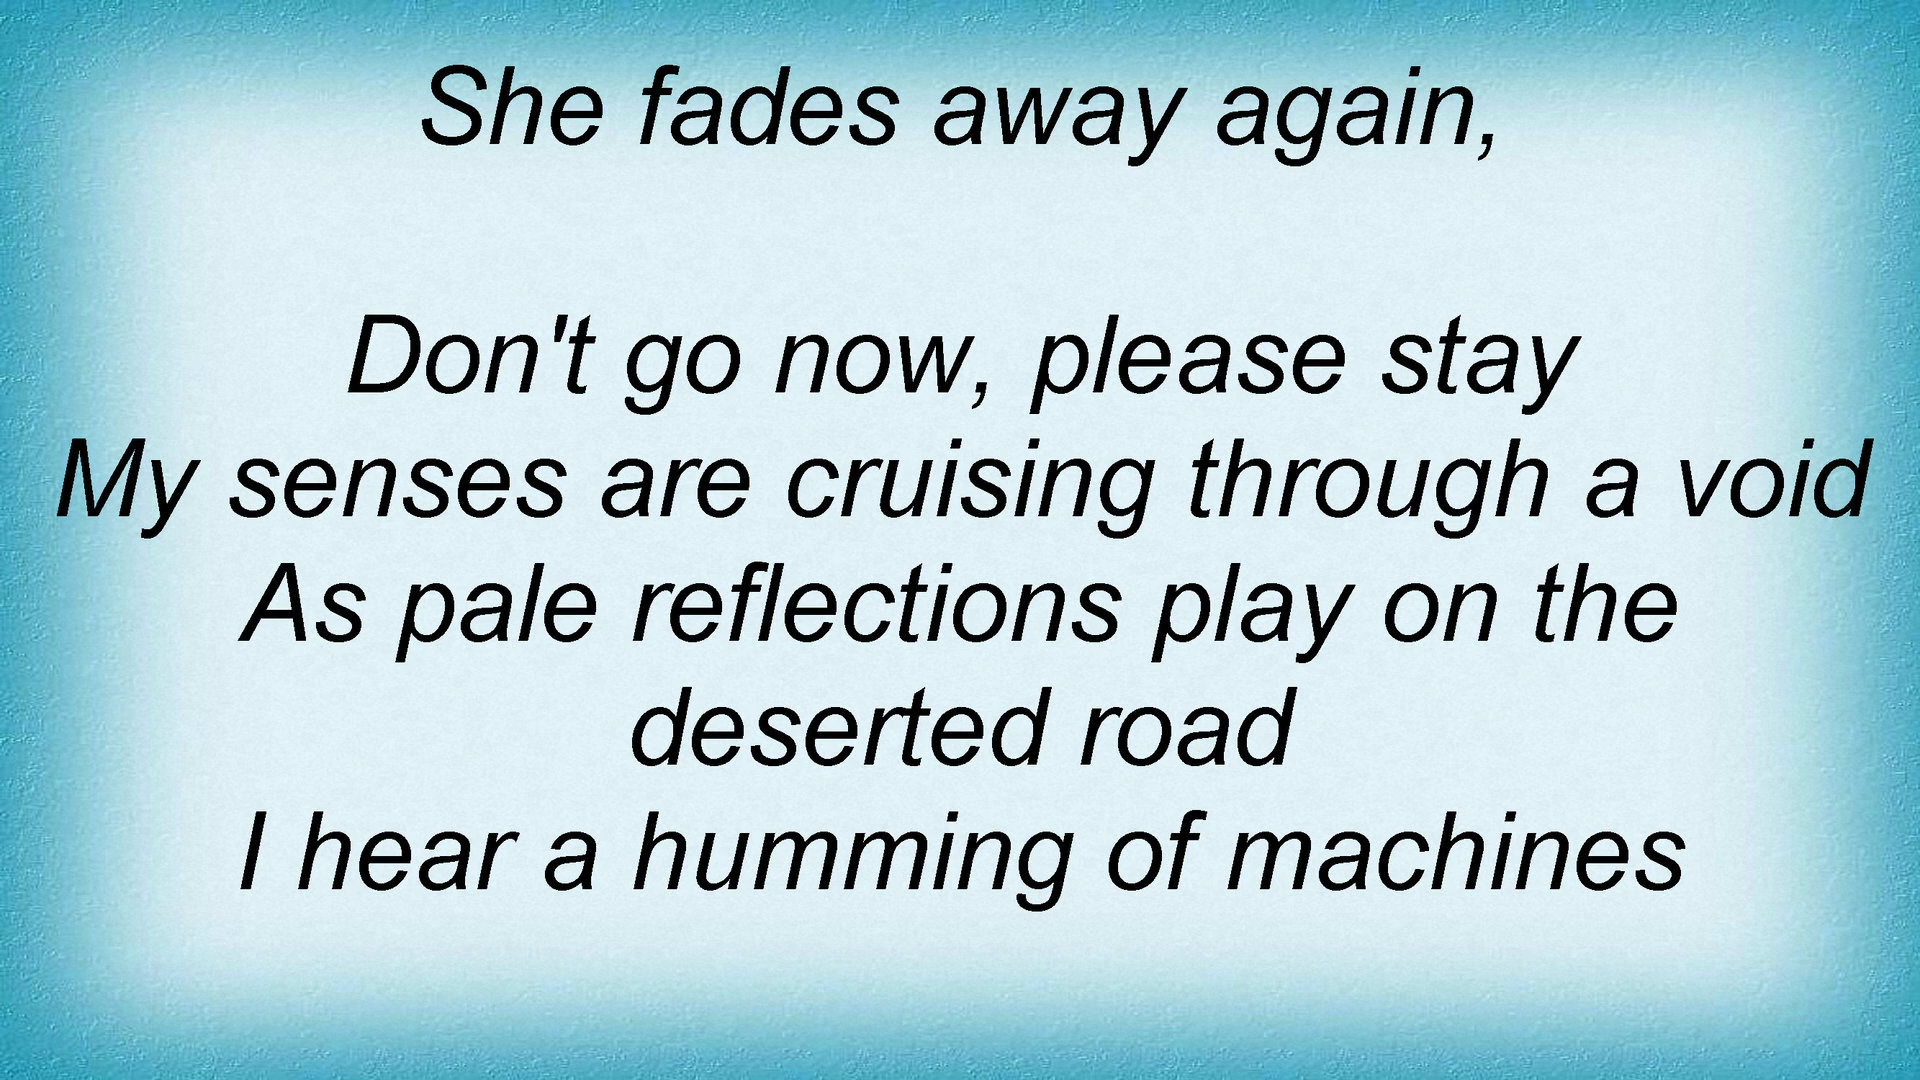 She fades away again,
Don't go now, please stay
My senses are cruising through a void
As pale reflections play on the
deserted road
I hear a humming of machines